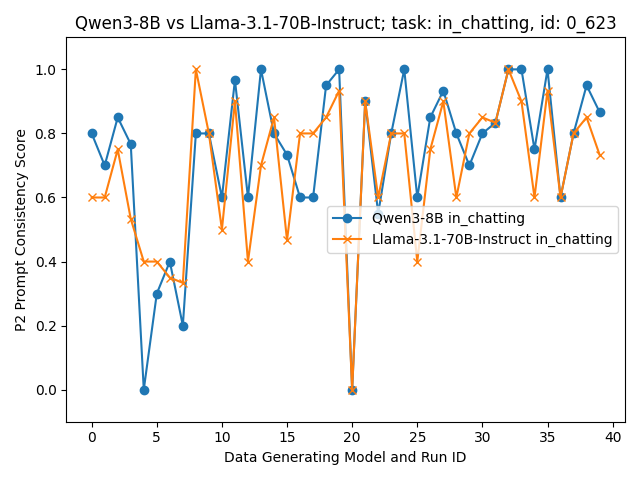 Qwen3-8B vs Llama-3.1-70B-Instruct; task: in_chatting, id: 0_623
P2 Prompt Consistency Score
1.0
0.8
0.6
0.4
0.2
0.0
Qwen3-8B in_chatting
Llama-3.1-70B-Instruct in_chatting
0 5 10 15 20 25 30 35 40
Data Generating Model and Run ID